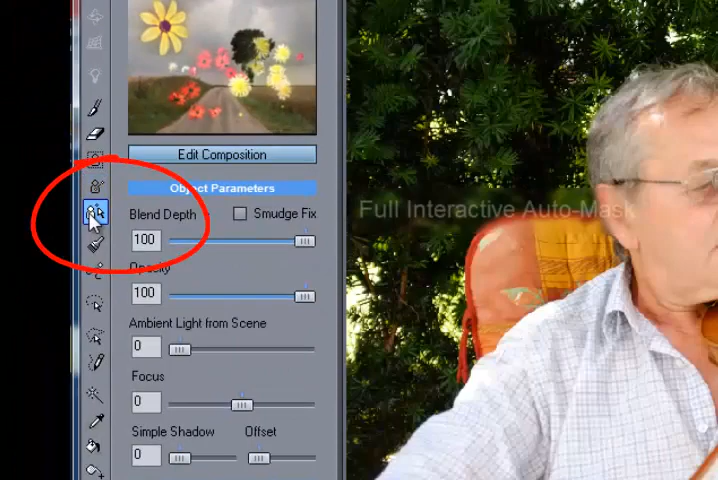 Edit Composition
Object Parameters
Blend Depth
Smudge Fix
100
Opacity
100
Ambient Light from Scene
0
Focus
0
Simple Shadow Offset
0
Full Interactive Auto-Mask